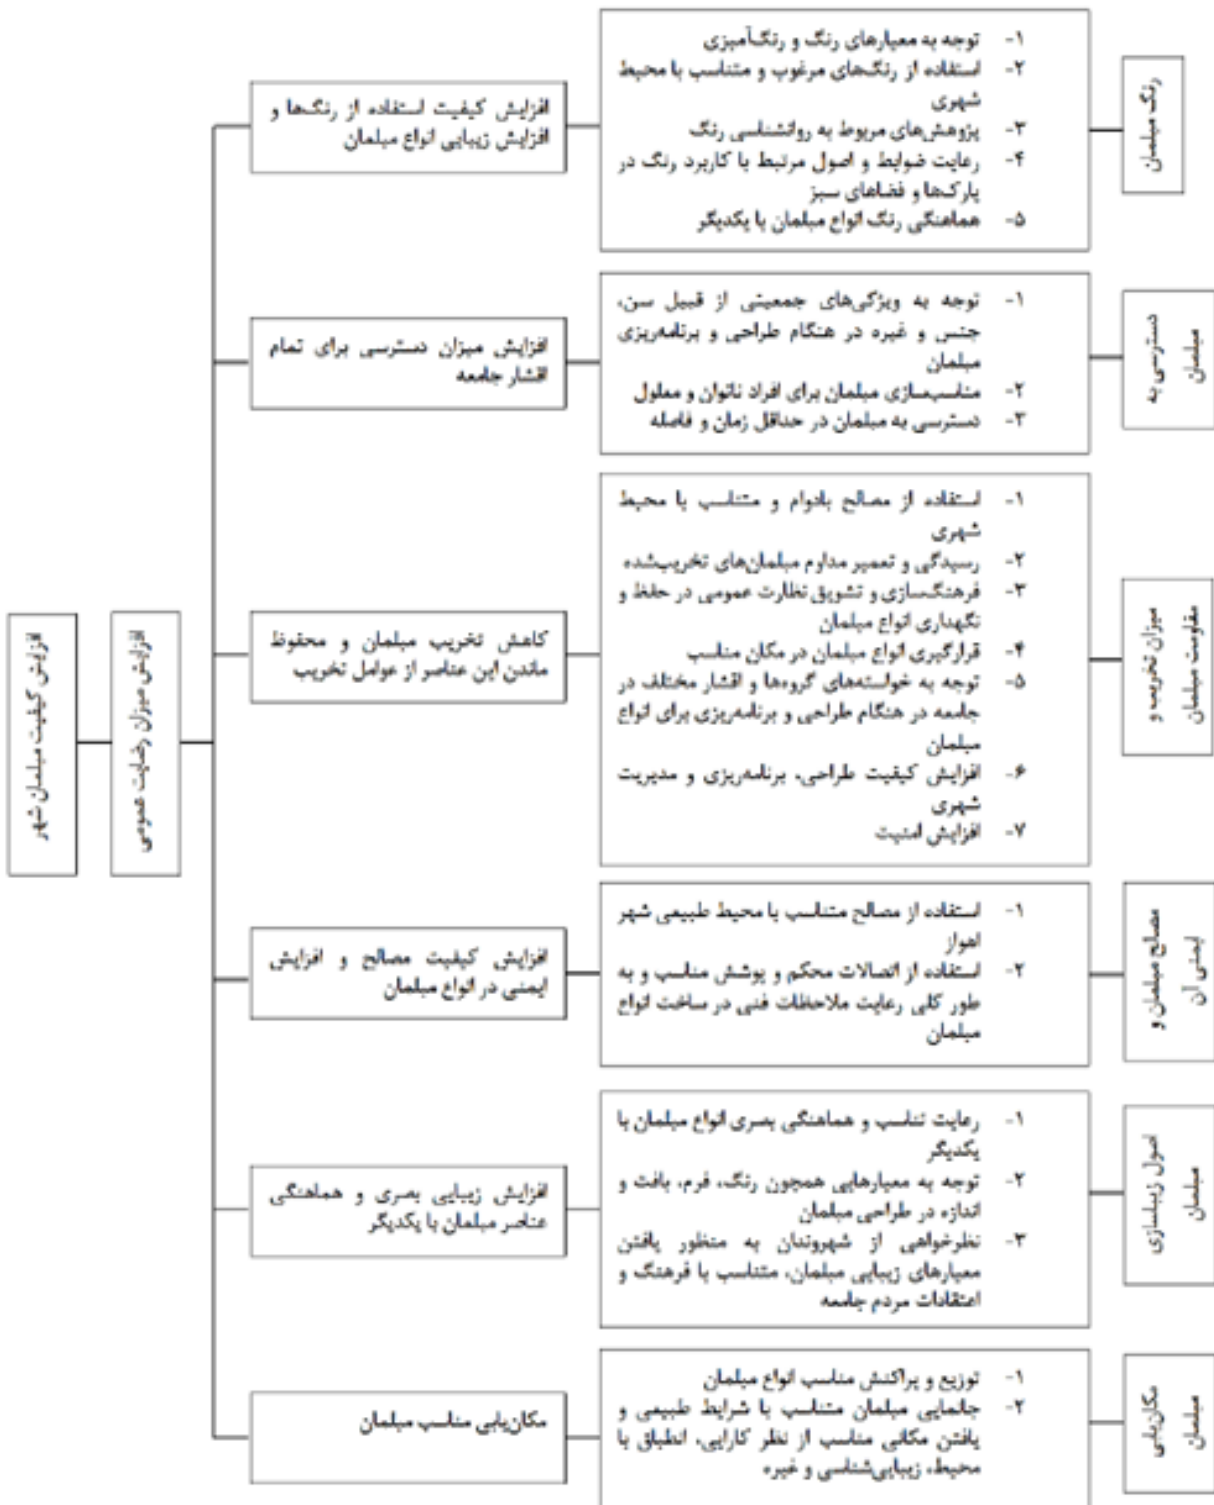 رنگ مبلمان
۱- توجه به معیارهای رنگ و رنگ‌آمیزی
۲- استفاده از رنگ‌های مرغوب و متناسب با محیط
شهری
۳- پژوهش‌های مربوط به روانشناسی رنگ
۴- رعایت ضوابط و اصول مرتبط با کاربرد رنگ در
پارک‌ها و فضاهای سبز
۵- هماهنگی رنگ انواع مبلمان با یکدیگر
افزایش کیفیت استفاده از رنگ‌ها و
افزایش زیبایی انواع مبلمان
دسترسی به
مبلمان
۱- توجه به ویژگی‌های جمعیتی از قبیل سن،
جنس و غیره در هنگام طراحی و برنامه‌ریزی
مبلمان
۲- مناسب‌سازی مبلمان برای افراد ناتوان و معلول
۳- دسترسی به مبلمان در حداقل زمان و فاصله
افزایش میزان دسترسی برای تمام
اقشار جامعه
میزان تخریب و
مقاومت مبلمان
۱- استفاده از مصالح بادوام و متناسب با محیط
شهری
۲- رسیدگی و تعمیر مداوم مبلمان‌های تخریب‌شده
۳- فرهنگ‌سازی و تشویق نظارت عمومی در حفظ و
نگهداری انواع مبلمان
۴- قرارگیری انواع مبلمان در مکان مناسب
۵- توجه به خواسته‌های گروه‌ها و اقشار مختلف در
جامعه در هنگام طراحی و برنامه‌ریزی برای انواع
مبلمان
۶- افزایش کیفیت طراحی، برنامه‌ریزی و مدیریت
شهری
۷- افزایش امنیت
کاهش تخریب مبلمان و محفوظ
ماندن این عناصر از عوامل تخریب
مصالح مبلمان و
ایمنی آن
۱- استفاده از مصالح متناسب با محیط طبیعی شهر
اهواز
۲- استفاده از اتصالات محکم و پوشش مناسب و به
طور کلی رعایت ملاحظات فنی در ساخت انواع
مبلمان
افزایش کیفیت مصالح و افزایش
ایمنی در انواع مبلمان
اصول زیباسازی
مبلمان
۱- رعایت تناسب و هماهنگی بصری انواع مبلمان با
یکدیگر
۲- توجه به معیارهایی همچون رنگ، فرم، بافت و
اندازه در طراحی مبلمان
۳- نظرخواهی از شهروندان به منظور یافتن
معیارهای زیبایی مبلمان، متناسب با فرهنگ و
اعتقادات مردم جامعه
افزایش زیبایی بصری و هماهنگی
عناصر مبلمان با یکدیگر
مکان‌یابی
مبلمان
۱- توزیع و پراکنش مناسب انواع مبلمان
۲- جانمایی مبلمان متناسب با شرایط طبیعی و
یافتن مکانی مناسب از نظر کارایی، انطباق با
محیط، زیبایی‌شناسی و غیره
مکان‌یابی مناسب مبلمان
افزایش میزان رضایت عمومی
افزایش کیفیت مبلمان شهر